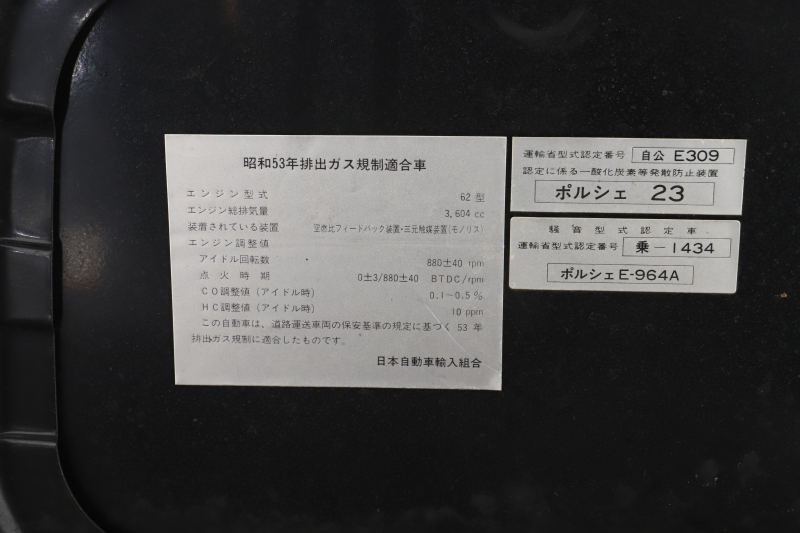 昭和53年排出ガス規制適合車
エンジン型式 62 型
エンジン総排気量 3,604 cc
装着されている装置 空燃比フィードバック装置・三元触媒装置(モノリス)
エンジン調整値
アイドル回転数 880±40 rpm
点火時期 0±3/880±40 BTDC/rpm
CO調整値(アイドル時) 0.1~0.5%
HC調整値(アイドル時) 10 ppm
この自動車は、道路運送車両の保安基準の規定に基づく 53 年
排出ガス規制に適合したものです。
日本自動車輸入組合
運輸省型式認定番号 自公 E309
認定に係る一酸化炭素等発散防止装置
ポルシェ 23
騒音型式認定車
運輸省型式認定番号 乗-1434
ポルシェE-964A